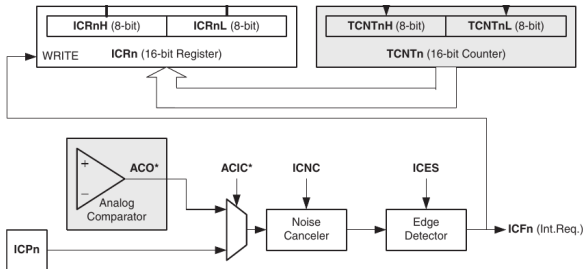 ICRnH (8-bit) ICRnL (8-bit) TCNTnH (8-bit) TCNTnL (8-bit)
WRITE ICRn (16-bit Register) TCNTn (16-bit Counter)
+
ACO* ACIC* ICNC ICES
−
Analog
Comparator
Noise
Canceler
Edge
Detector
ICFn (Int.Req.)
ICPn